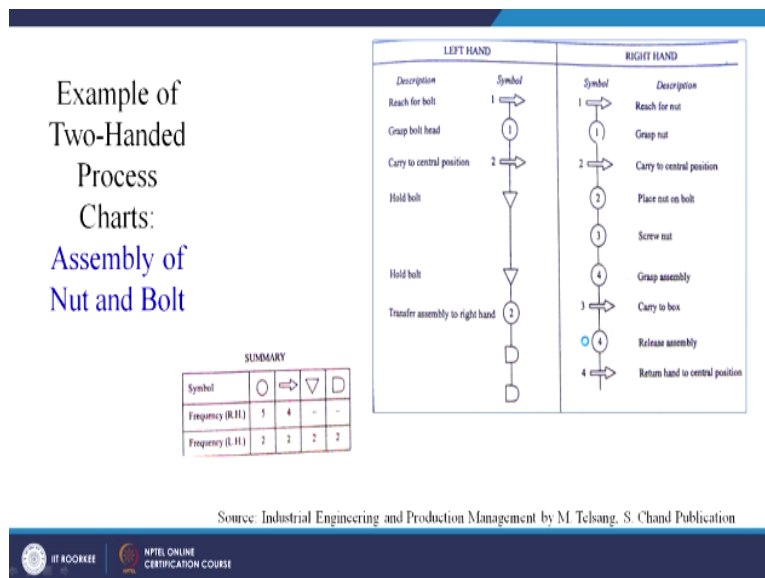 Example of
Two-Handed
Process
Charts:
Assembly of
Nut and Bolt
LEFT HAND
RIGHT HAND
Description Symbol Symbol Description
Reach for bolt 1 1 Reach for nut
Grasp bolt head 1 1 Grasp nut
Carry to central position 2 2 Carry to central position
Hold bolt 2 Place nut on bolt
3 Screw nut
Hold bolt 4 Grasp assembly
3 Carry to box
Transfer assembly to right hand 2
4 Release assembly
4 Return hand to central position
SUMMARY
Symbol
Frequency (R.H.) 5 4 - -
Frequency (L.H.) 2 2 2 2
Source: Industrial Engineering and Production Management by M. Telsang, S. Chand Publication
IIT ROORKEE
NPTEL ONLINE
CERTIFICATION COURSE